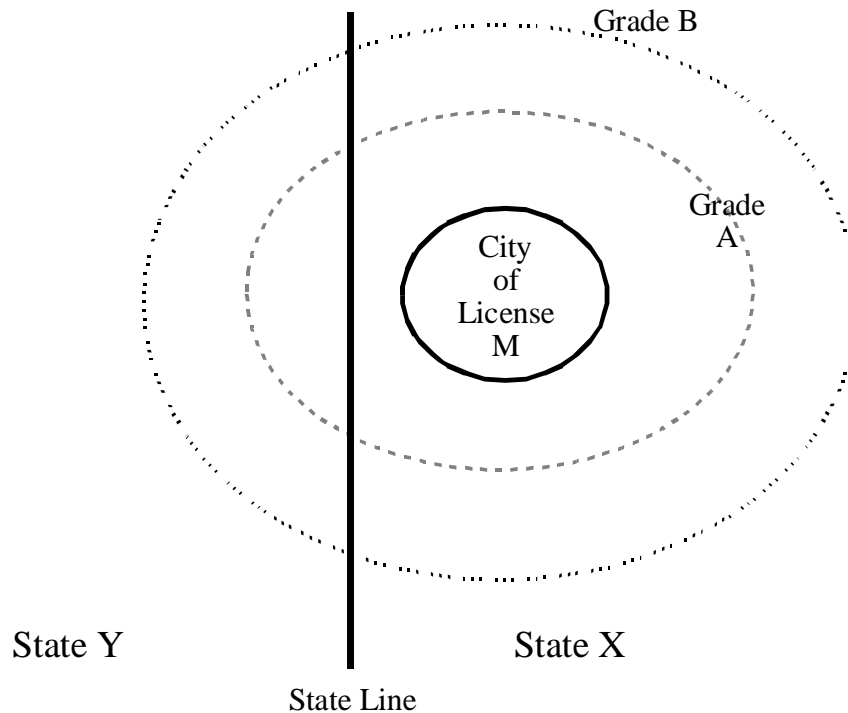 Grade B
Grade
A
City
of
License
M
State Y
State X
State Line